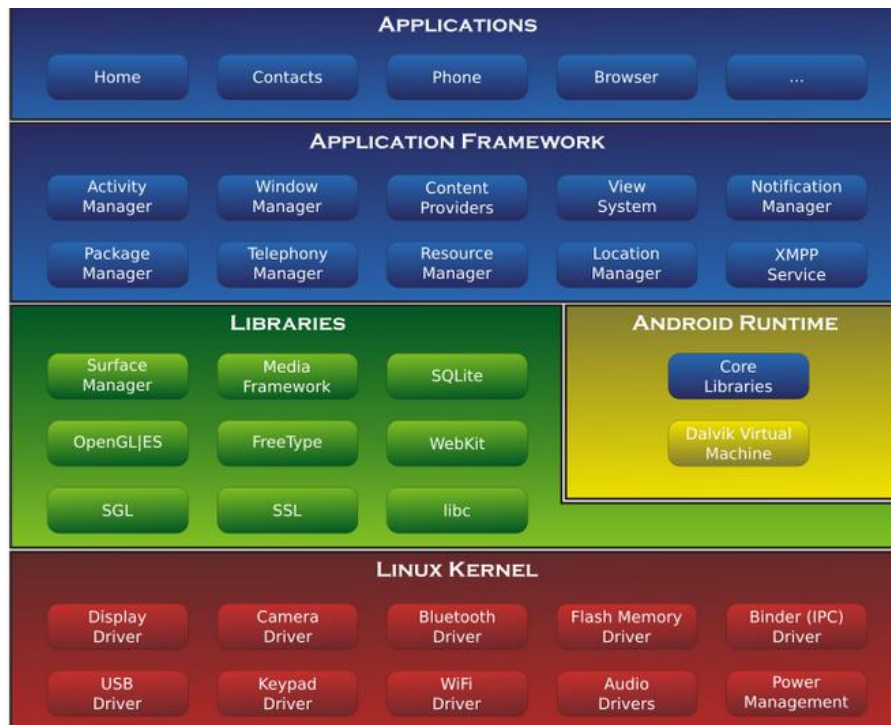 APPLICATIONS
Home
Contacts
Phone
Browser
...
APPLICATION FRAMEWORK
Activity
Manager
Window
Manager
Content
Providers
View
System
Notification
Manager
Package
Manager
Telephony
Manager
Resource
Manager
Location
Manager
XMPP
Service
LIBRARIES
Surface
Manager
Media
Framework
SQLite
OpenGL|ES
FreeType
WebKit
SGL
SSL
libc
ANDROID RUNTIME
Core
Libraries
Dalvik Virtual
Machine
LINUX KERNEL
Display
Driver
Camera
Driver
Bluetooth
Driver
Flash Memory
Driver
Binder (IPC)
Driver
USB
Driver
Keypad
Driver
WiFi
Driver
Audio
Drivers
Power
Management